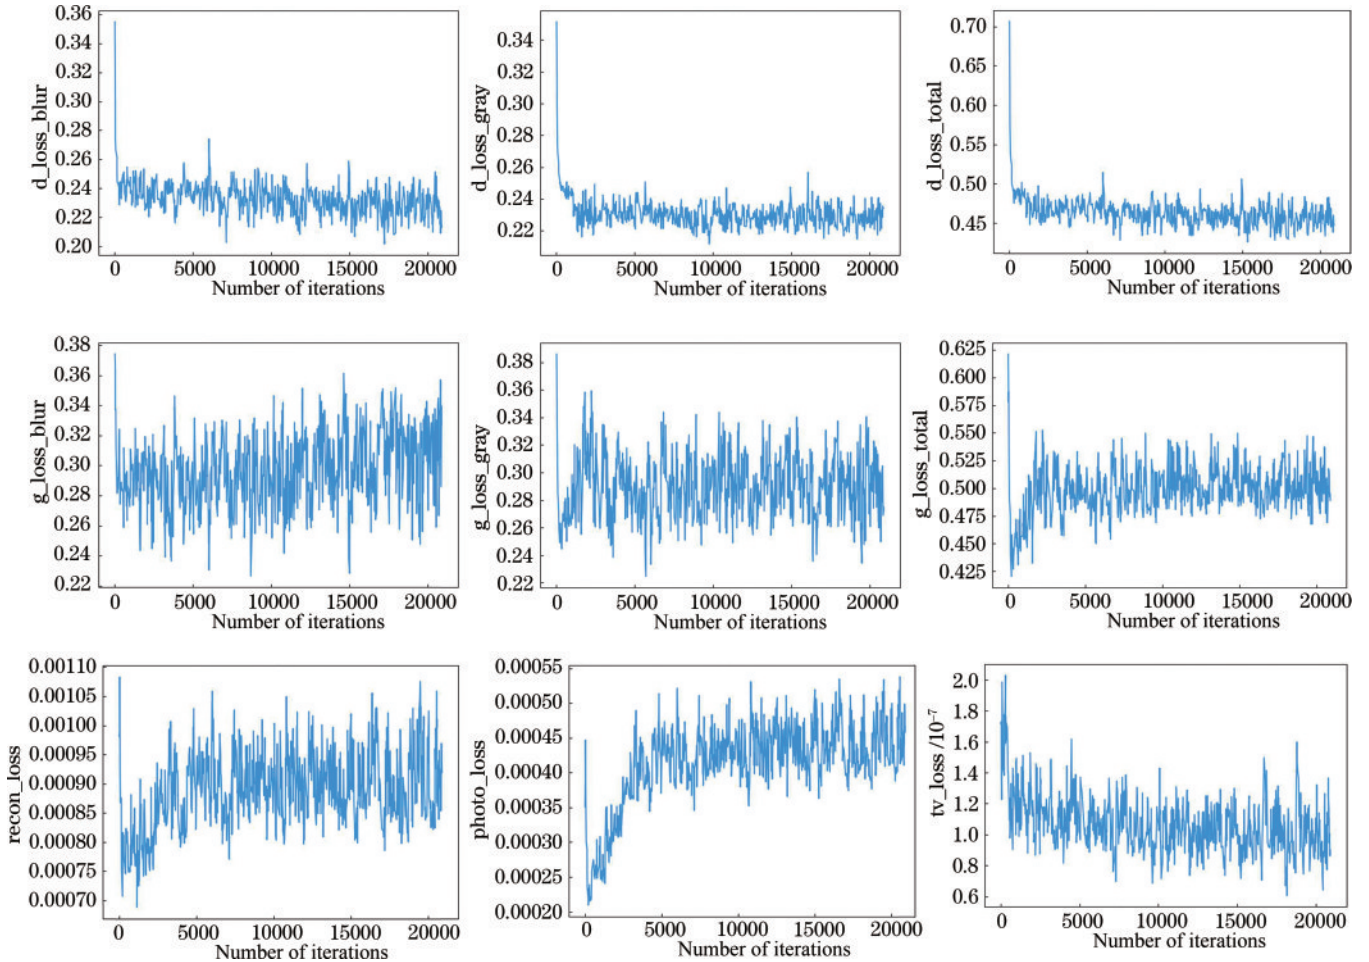 d_loss_blur
0.36
0.34
0.32
0.30
0.28
0.26
0.24
0.22
0.20
0 5000 10000 15000 20000
Number of iterations
d_loss_gray
0.34
0.32
0.30
0.28
0.26
0.24
0.22
0 5000 10000 15000 20000
Number of iterations
d_loss_total
0.70
0.65
0.60
0.55
0.50
0.45
0 5000 10000 15000 20000
Number of iterations
g_loss_blur
0.38
0.36
0.34
0.32
0.30
0.28
0.26
0.24
0.22
0 5000 10000 15000 20000
Number of iterations
g_loss_gray
0.38
0.36
0.34
0.32
0.30
0.28
0.26
0.24
0.22
0 5000 10000 15000 20000
Number of iterations
g_loss_total
0.625
0.600
0.575
0.550
0.525
0.500
0.475
0.450
0.425
0 5000 10000 15000 20000
Number of iterations
recon_loss
0.00110
0.00105
0.00100
0.00095
0.00090
0.00085
0.00080
0.00075
0.00070
0 5000 10000 15000 20000
Number of iterations
photo_loss
0.00055
0.00050
0.00045
0.00040
0.00035
0.00030
0.00025
0.00020
0 5000 10000 15000 20000
Number of iterations
tv_loss /10⁻⁷
2.0
1.8
1.6
1.4
1.2
1.0
0.8
0.6
0 5000 10000 15000 20000
Number of iterations